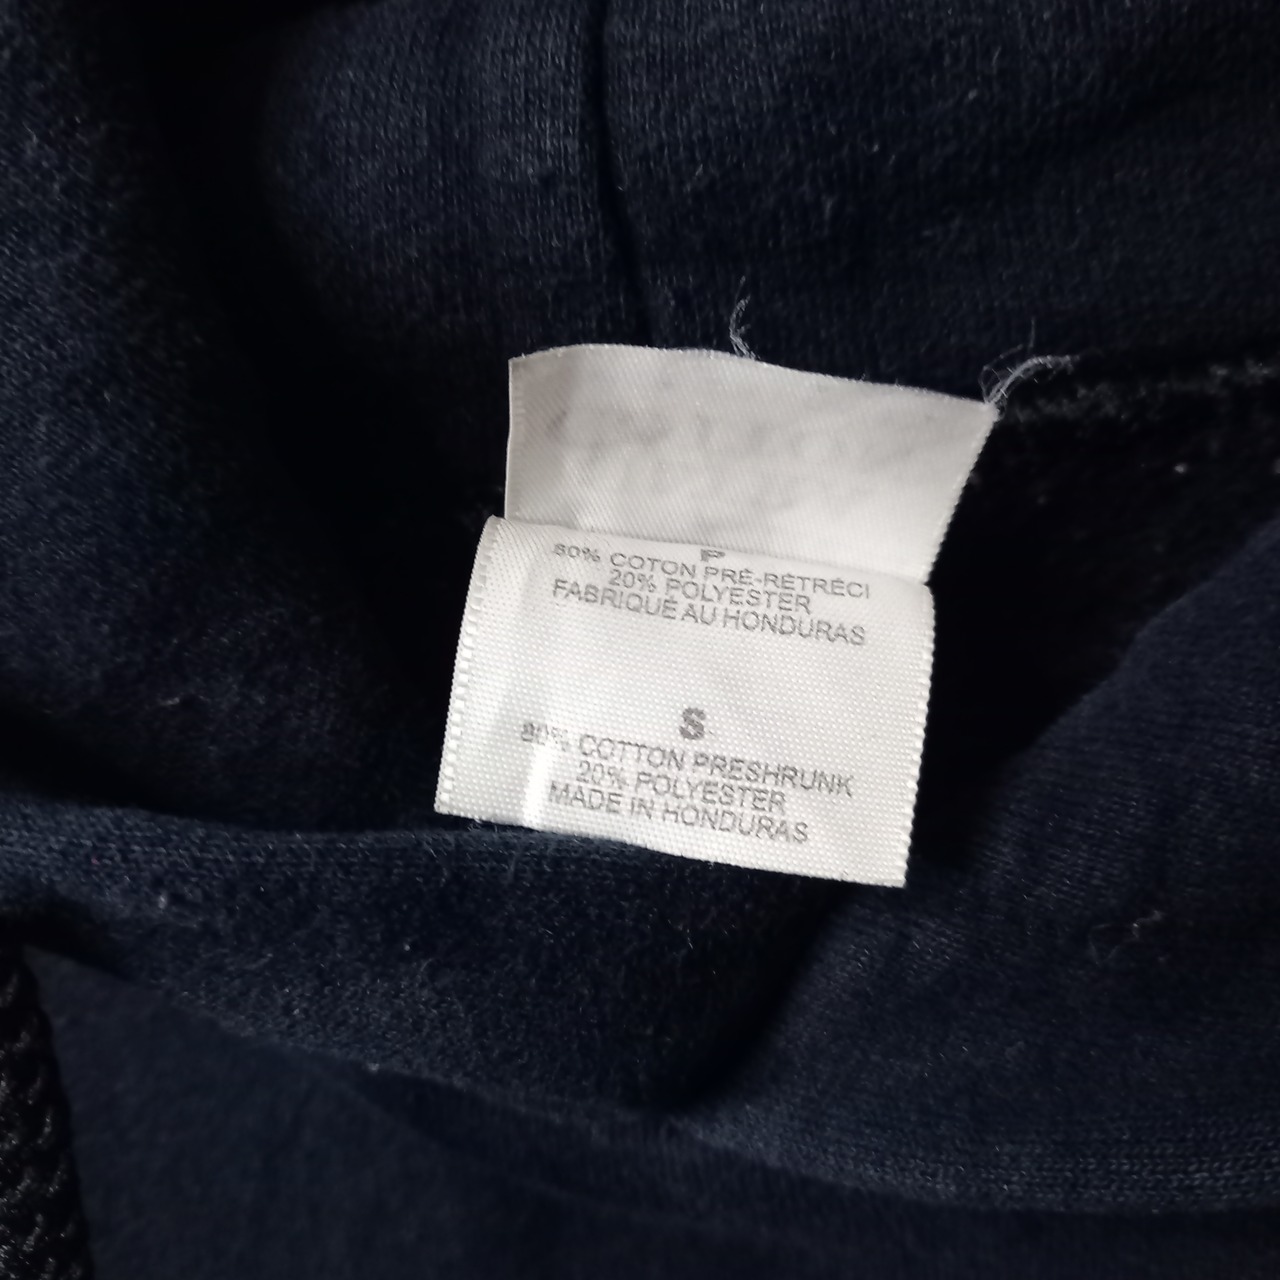 P
80% COTON PRÉ-RÉTRÉCI
20% POLYESTER
FABRIQUÉ AU HONDURAS
S
80% COTTON PRESHRUNK
20% POLYESTER
MADE IN HONDURAS